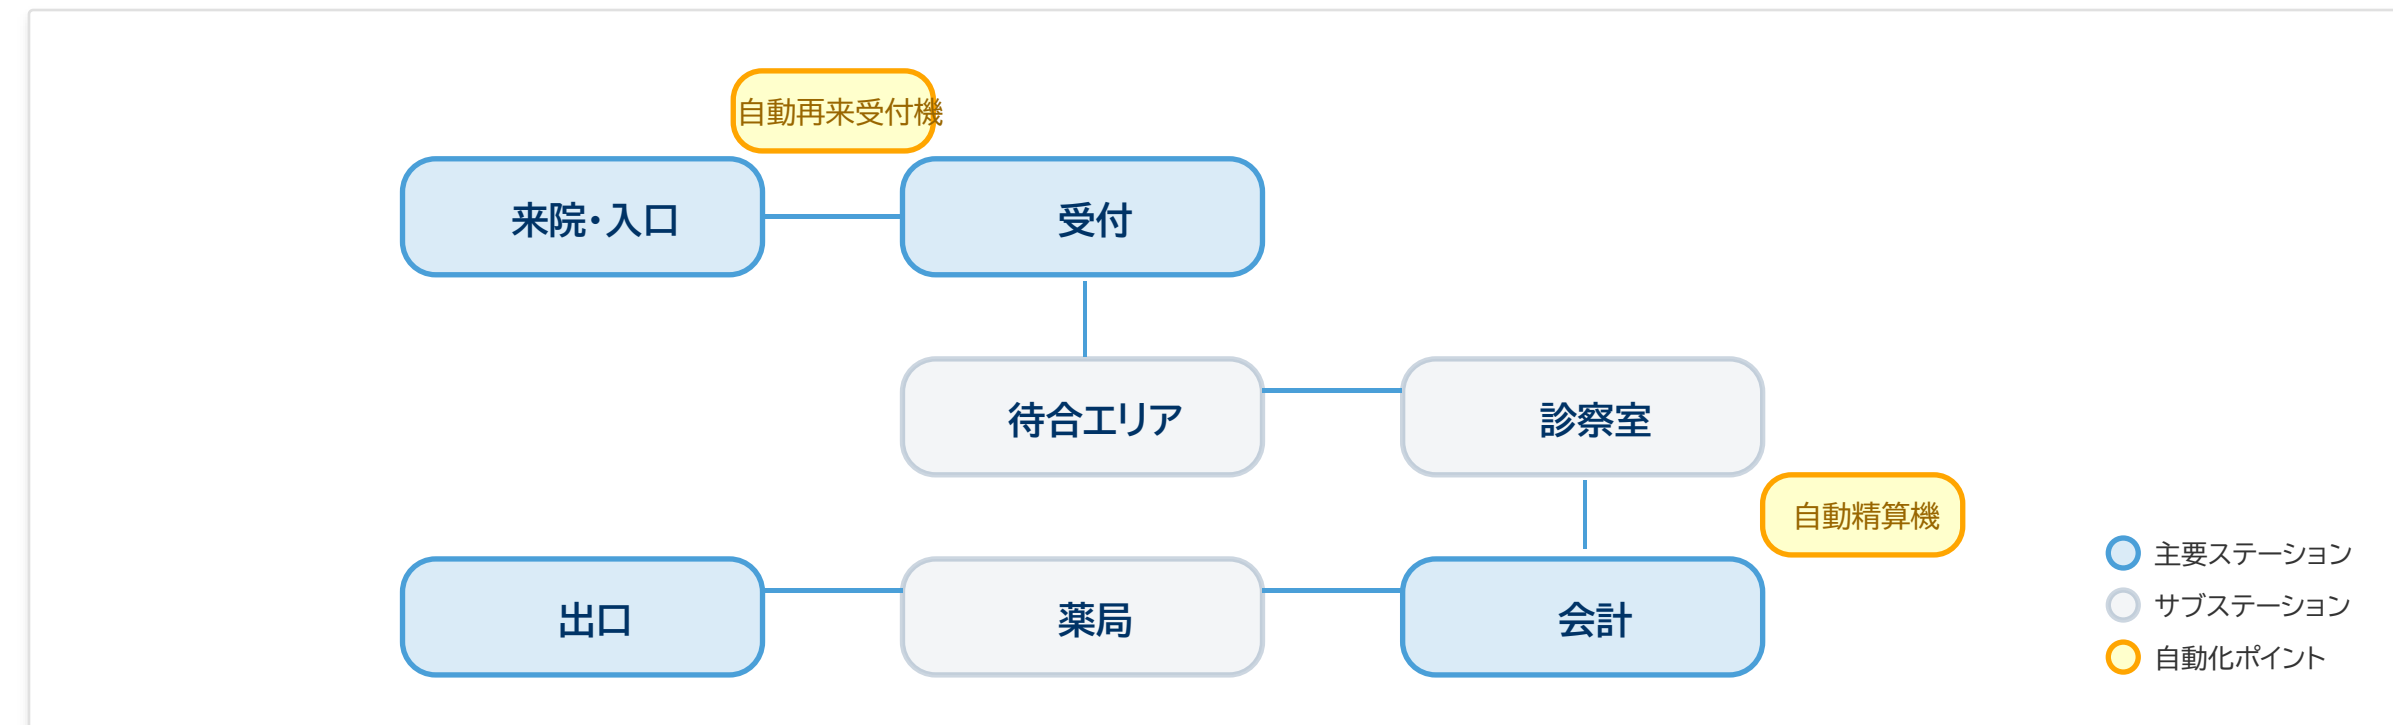 自動再来受付機
来院・入口
受付
待合エリア
診察室
自動精算機
出口
薬局
会計
主要ステーション
サブステーション
自動化ポイント